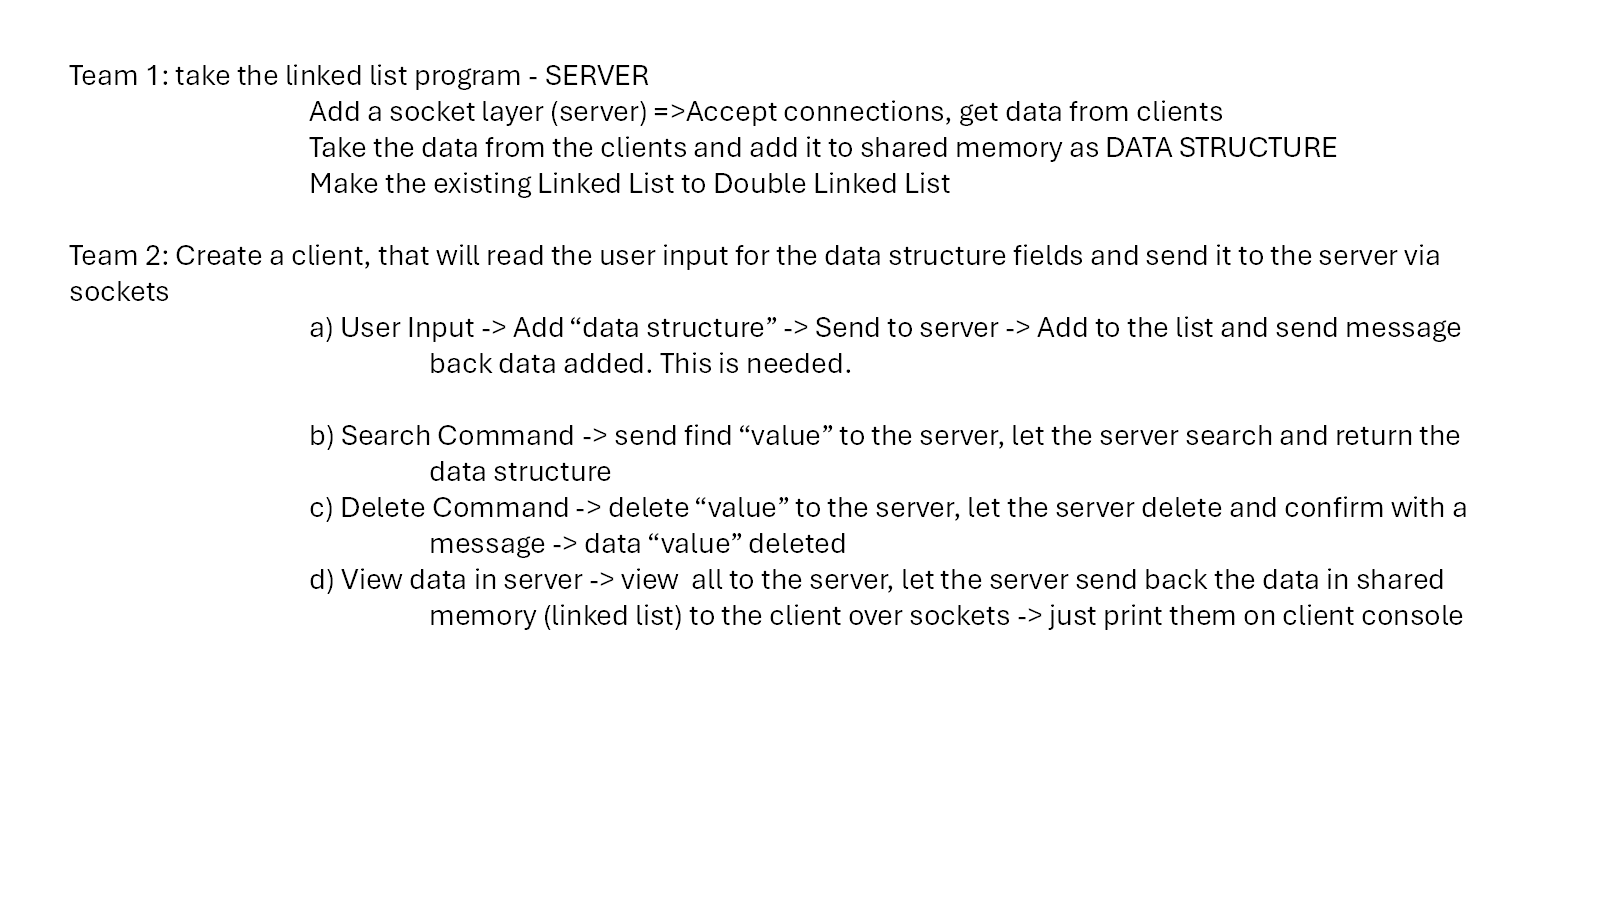 Team 1: take the linked list program - SERVER
Add a socket layer (server) =>Accept connections, get data from clients
Take the data from the clients and add it to shared memory as DATA STRUCTURE
Make the existing Linked List to Double Linked List
Team 2: Create a client, that will read the user input for the data structure fields and send it to the server via
sockets
a) User Input -> Add “data structure” -> Send to server -> Add to the list and send message
back data added. This is needed.
b) Search Command -> send find “value” to the server, let the server search and return the
data structure
c) Delete Command -> delete “value” to the server, let the server delete and confirm with a
message -> data “value” deleted
d) View data in server -> view  all to the server, let the server send back the data in shared
memory (linked list) to the client over sockets -> just print them on client console